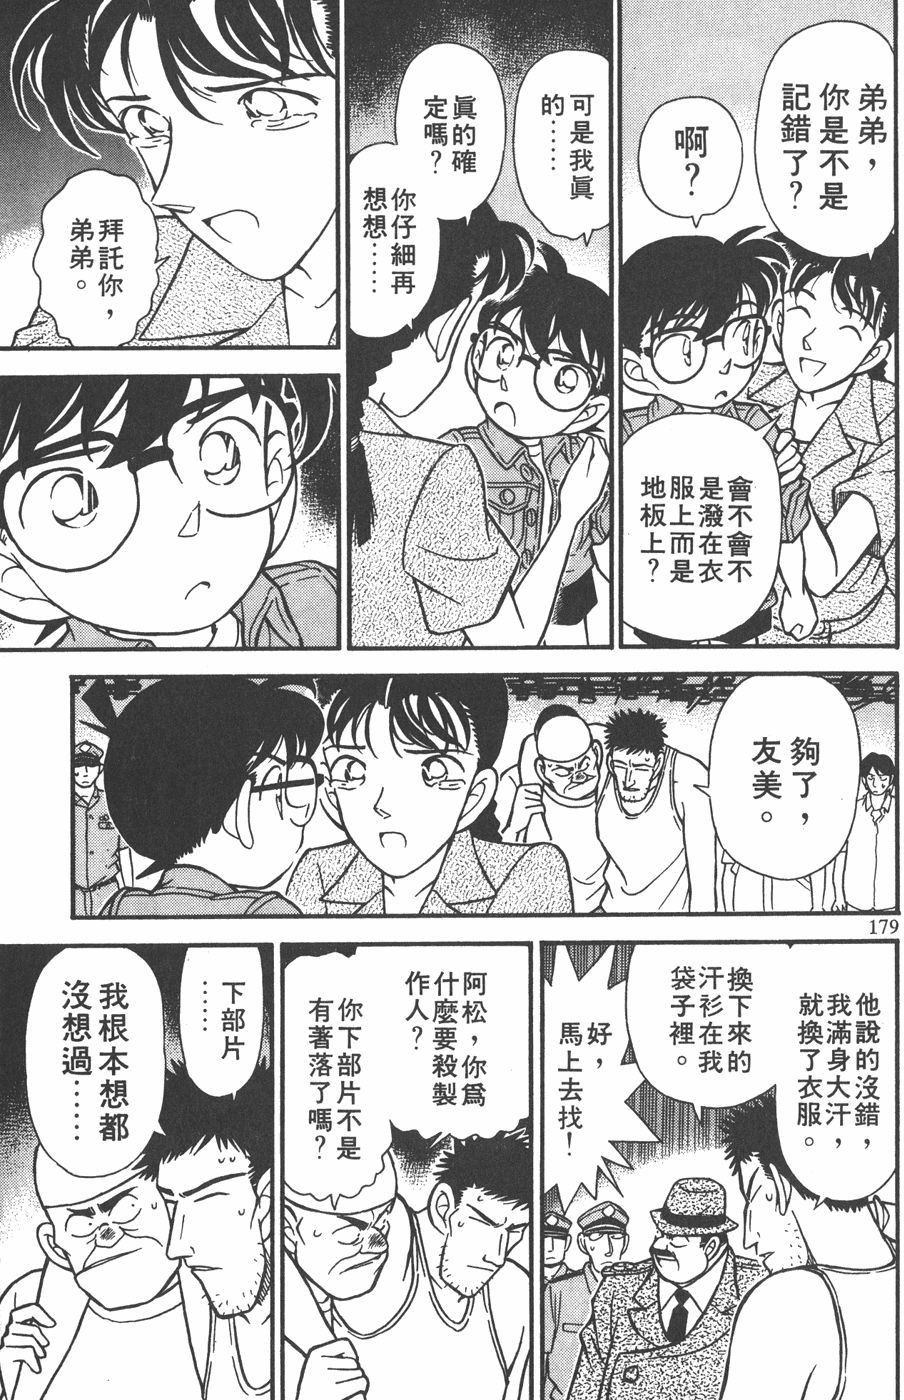 弟弟，
你是不是
記錯了？
啊？
會不會不
是潑在衣
服上而是
地板上？
可是我眞
的……
眞的確
定嗎？
你仔細再
想想……
拜託你，
弟弟。
夠了，
友美。
179
他說的沒錯，
我滿身大汗，
就換了衣服。
換下來的
汗衫在我
袋子裡。
好，
馬上去找！
阿松，你爲
什麼要殺製
作人？
你下部片不是
有著落了嗎？
下部片
……
我根本想都
沒想過……